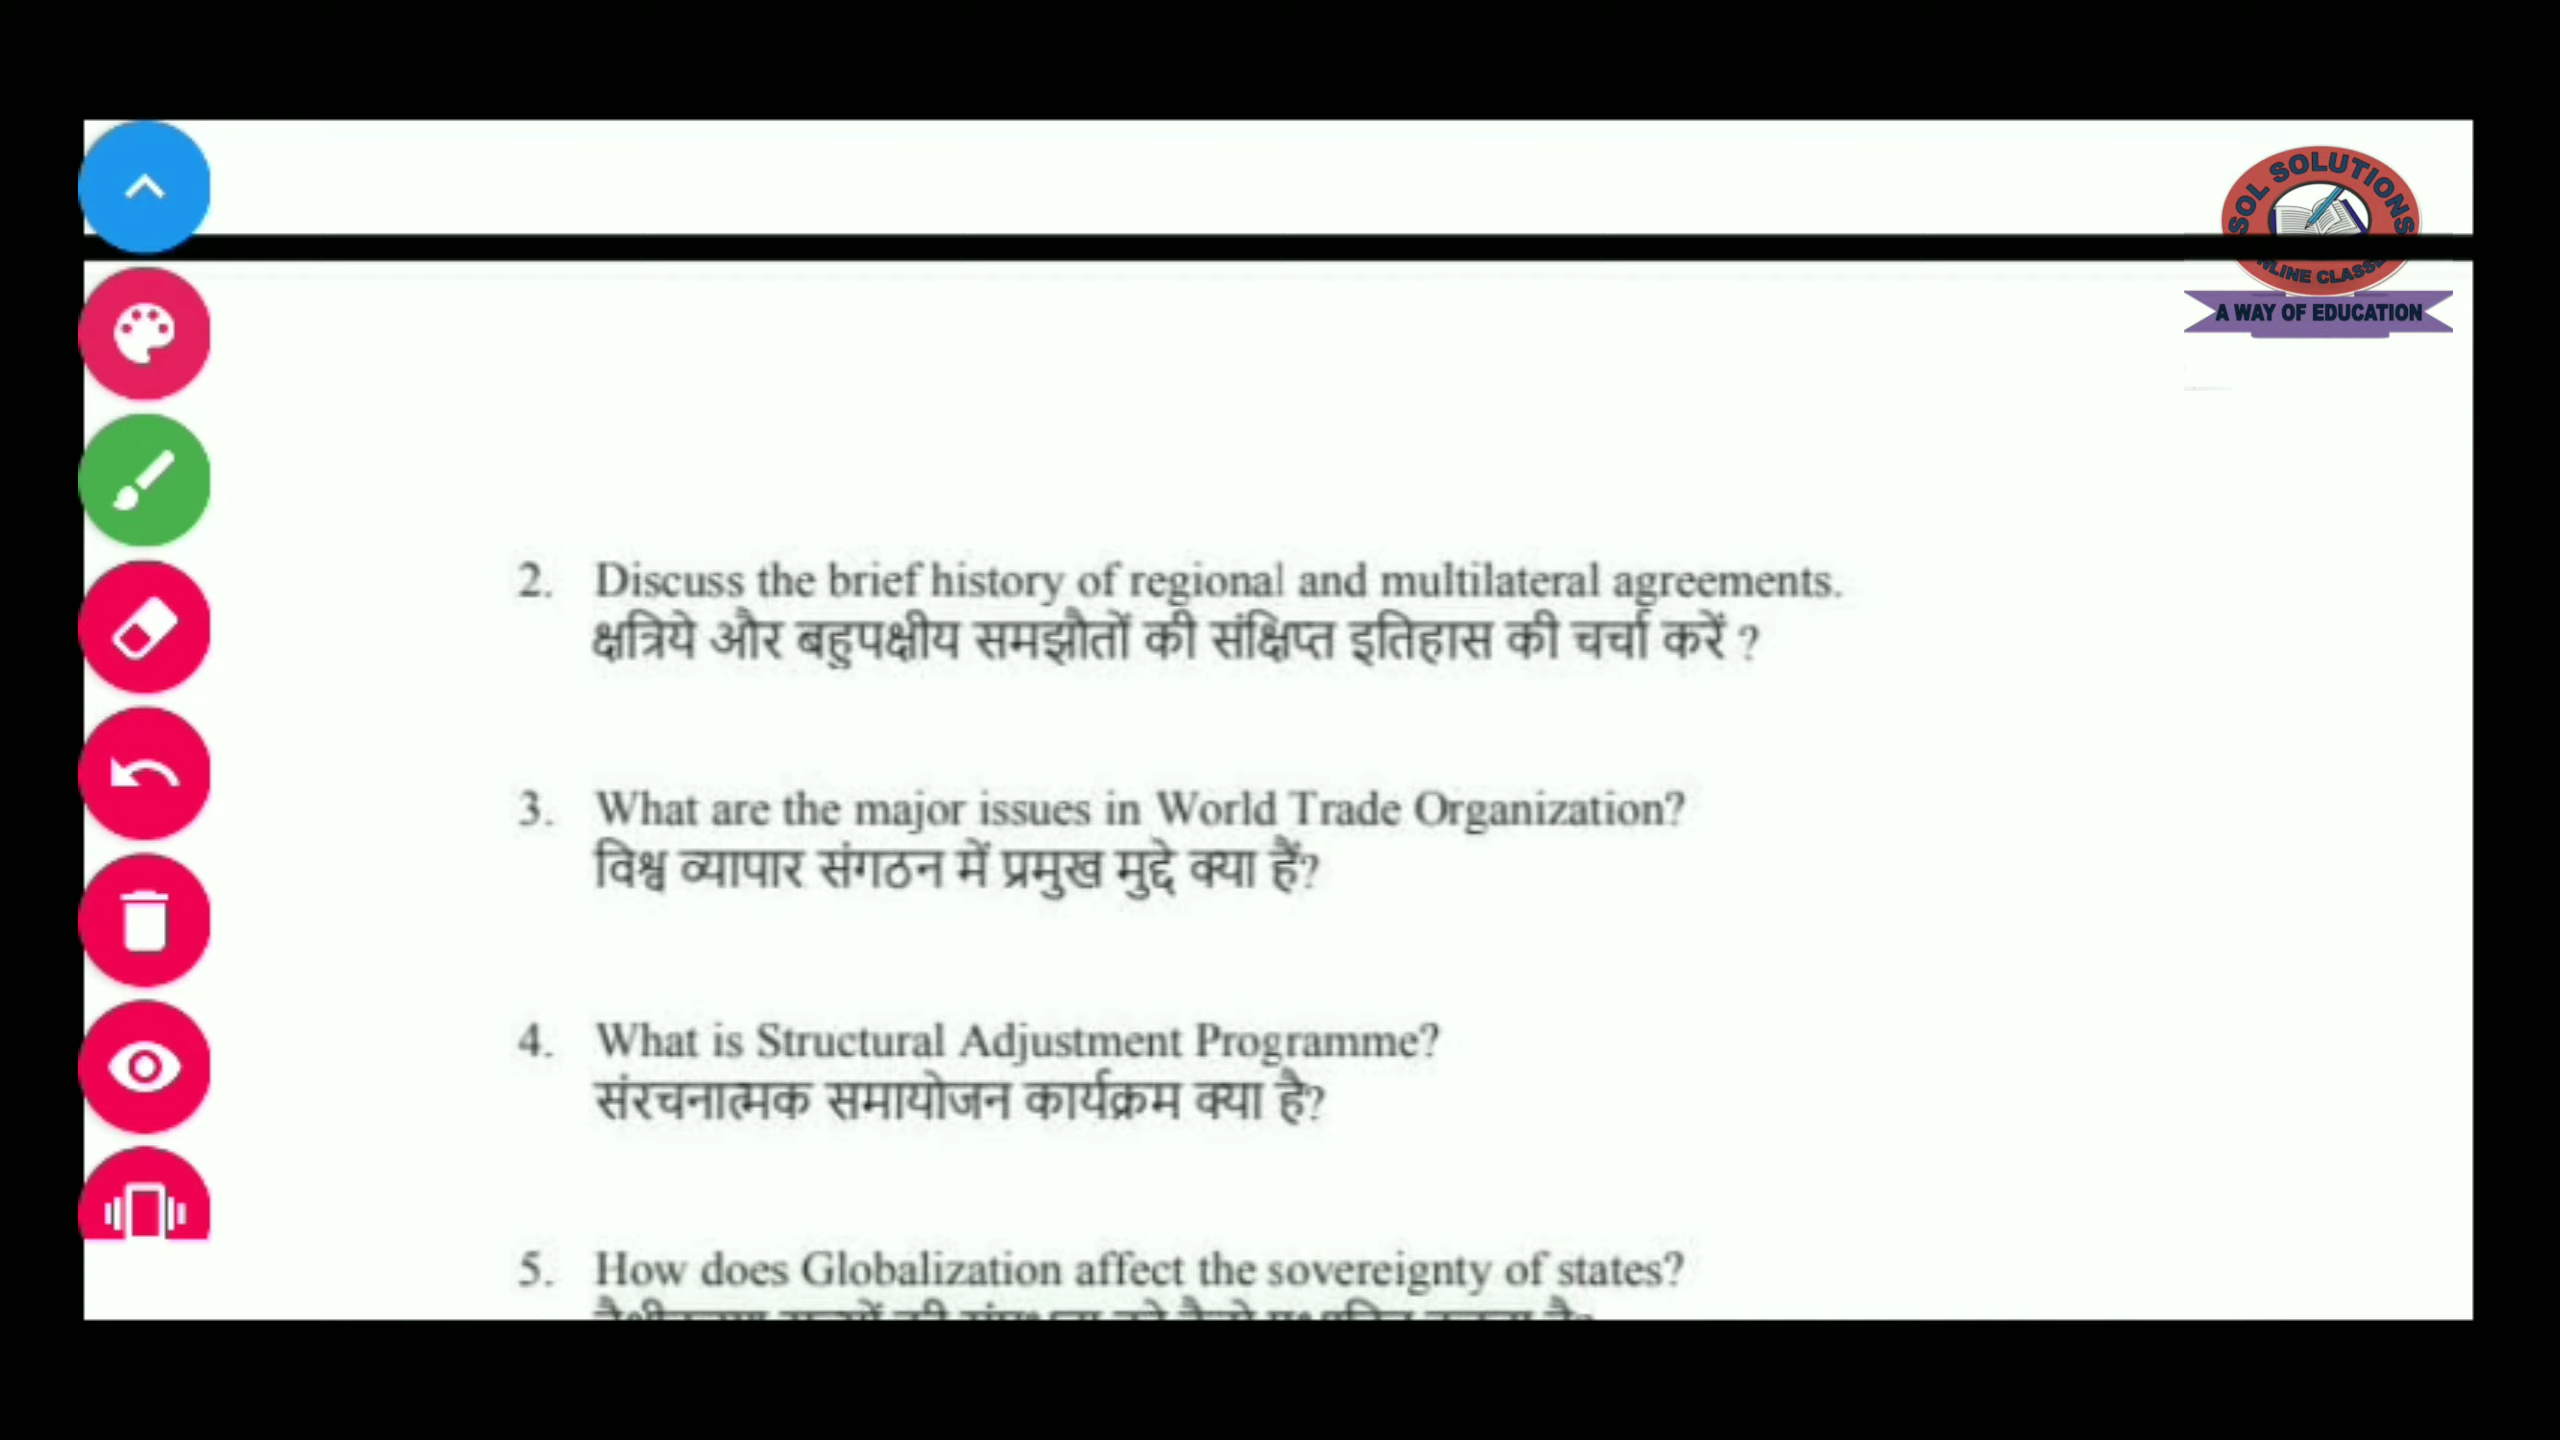 SOL SOLUTIONS
ONLINE CLASSES
A WAY OF EDUCATION
2. Discuss the brief history of regional and multilateral agreements.
क्षत्रिये और बहुपक्षीय समझौतों की संक्षिप्त इतिहास की चर्चा करें ?
3. What are the major issues in World Trade Organization?
विश्व व्यापार संगठन में प्रमुख मुद्दे क्या हैं?
4. What is Structural Adjustment Programme?
संरचनात्मक समायोजन कार्यक्रम क्या है?
5. How does Globalization affect the sovereignty of states?